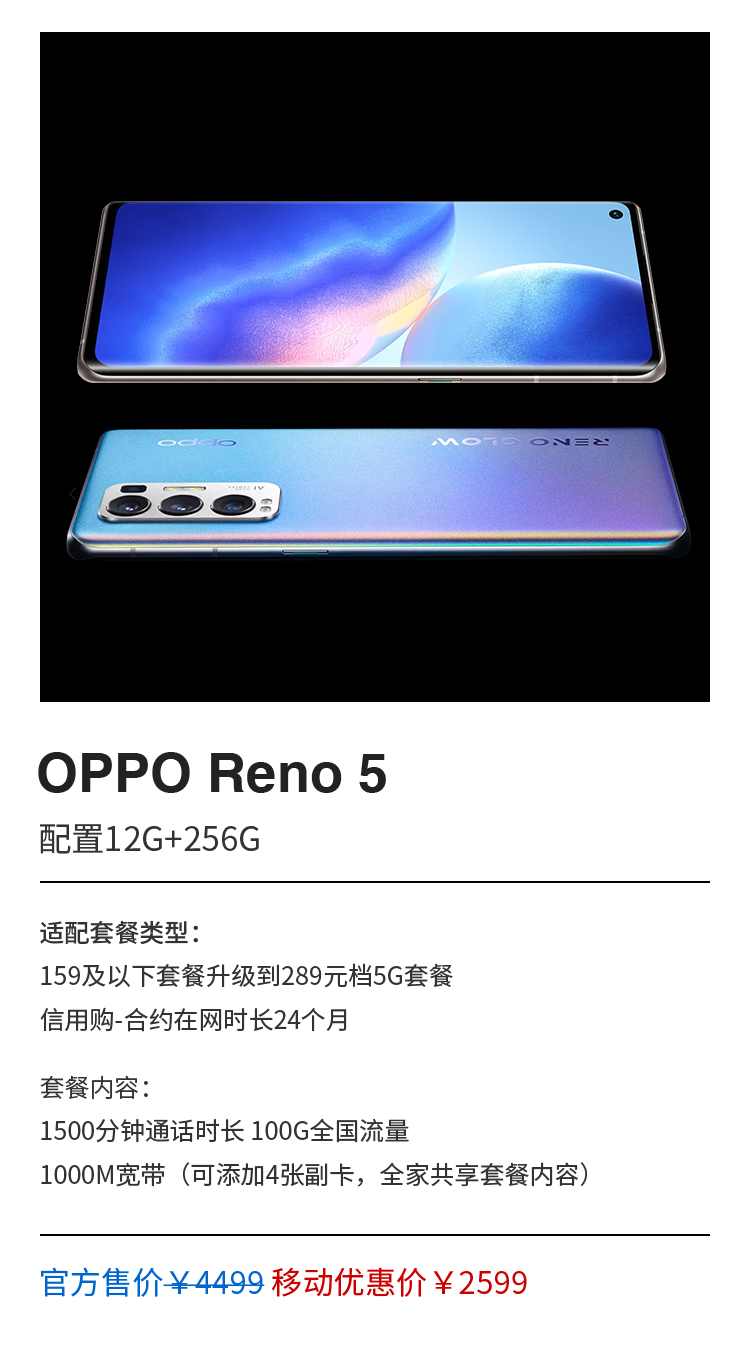 OPPO
RENO GLOW
OPPO Reno 5
配置12G+256G
适配套餐类型：
159及以下套餐升级到289元档5G套餐
信用购-合约在网时长24个月
套餐内容：
1500分钟通话时长 100G全国流量
1000M宽带（可添加4张副卡，全家共享套餐内容）
官方售价￥4499 移动优惠价￥2599